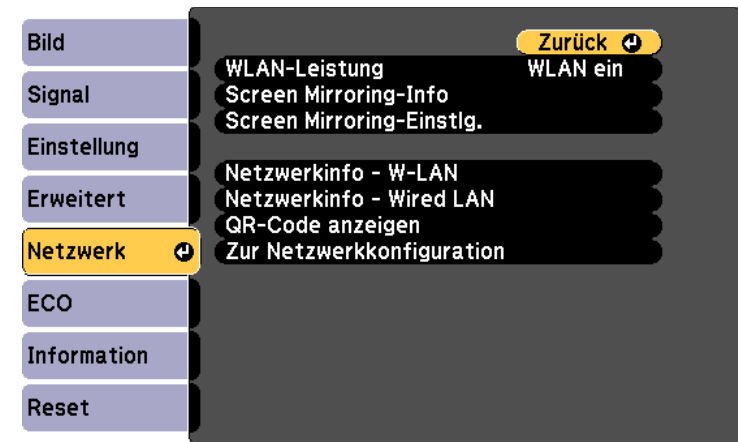 Bild
Signal
Einstellung
Erweitert
Netzwerk
ECO
Information
Reset
Zurück
WLAN-Leistung WLAN ein
Screen Mirroring-Info
Screen Mirroring-Einstlg.
Netzwerkinfo - W-LAN
Netzwerkinfo - Wired LAN
QR-Code anzeigen
Zur Netzwerkkonfiguration